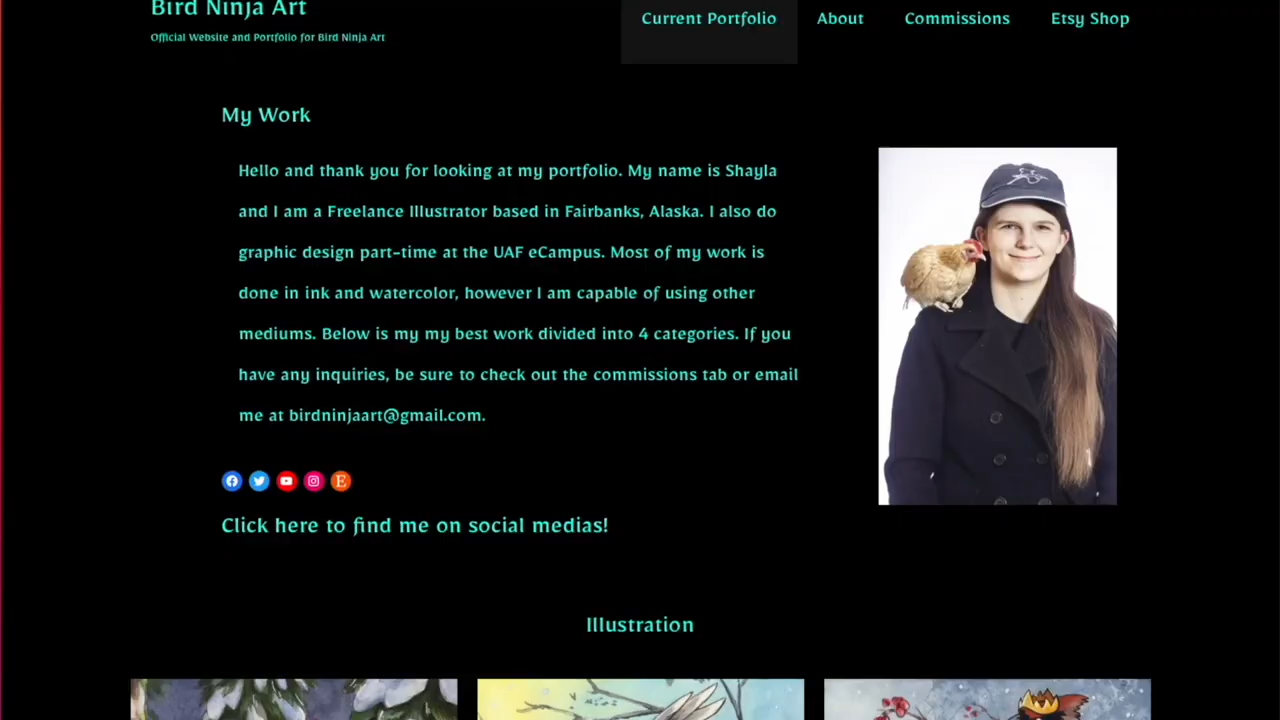 Bird Ninja Art
Official Website and Portfolio for Bird Ninja Art
Current Portfolio
About
Commissions
Etsy Shop
My Work
Hello and thank you for looking at my portfolio. My name is Shayla
and I am a Freelance Illustrator based in Fairbanks, Alaska. I also do
graphic design part-time at the UAF eCampus. Most of my work is
done in ink and watercolor, however I am capable of using other
mediums. Below is my my best work divided into 4 categories. If you
have any inquiries, be sure to check out the commissions tab or email
me at birdninjaart@gmail.com.
Click here to find me on social medias!
Illustration